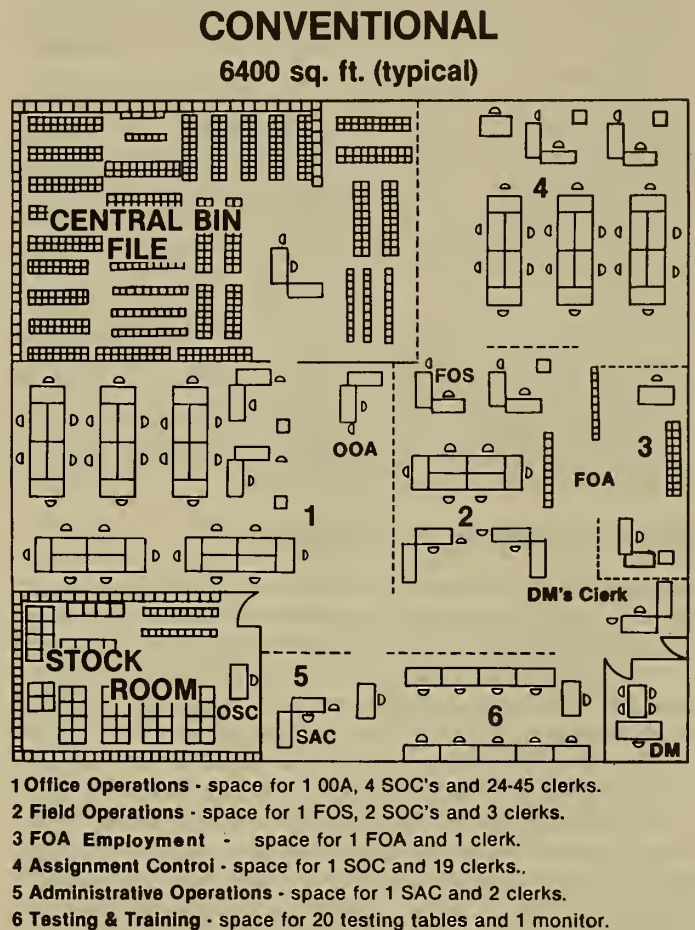 CONVENTIONAL
6400 sq. ft. (typical)
4
CENTRAL BIN
FILE
FOS
OOA
3
FOA
1
2
DM's Clerk
STOCK
ROOM
OSC
5
SAC
6
DM
1 Office Operations - space for 1 OOA, 4 SOC's and 24-45 clerks.
2 Field Operations - space for 1 FOS, 2 SOC's and 3 clerks.
3 FOA Employment - space for 1 FOA and 1 clerk.
4 Assignment Control - space for 1 SOC and 19 clerks..
5 Administrative Operations - space for 1 SAC and 2 clerks.
6 Testing & Training - space for 20 testing tables and 1 monitor.